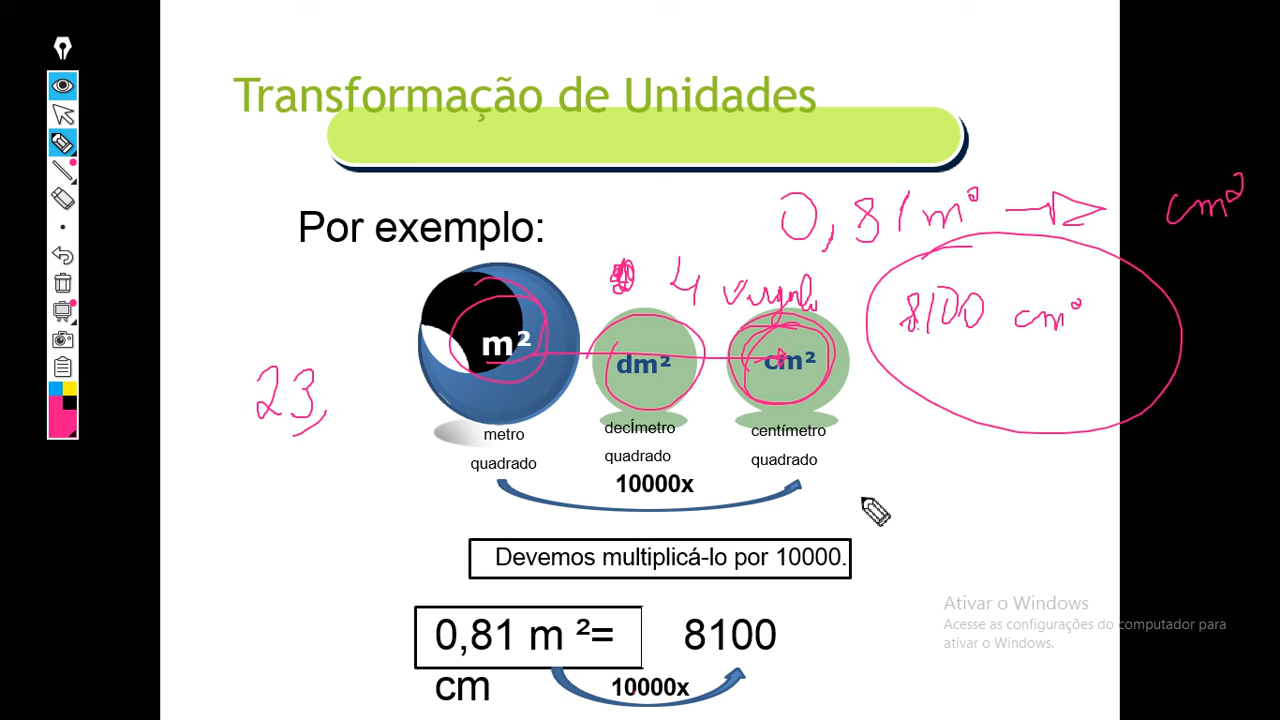 Transformação de Unidades
0,81 m² cm²
Por exemplo:
4 virgula
8100 cm²
m² dm² cm²
23,
metro quadrado
decímetro quadrado
centímetro quadrado
10000x
Devemos multiplicá-lo por 10000.
0,81 m ²= 8100
cm
10000x
Ativar o Windows
Acesse as configurações do computador para
ativar o Windows.